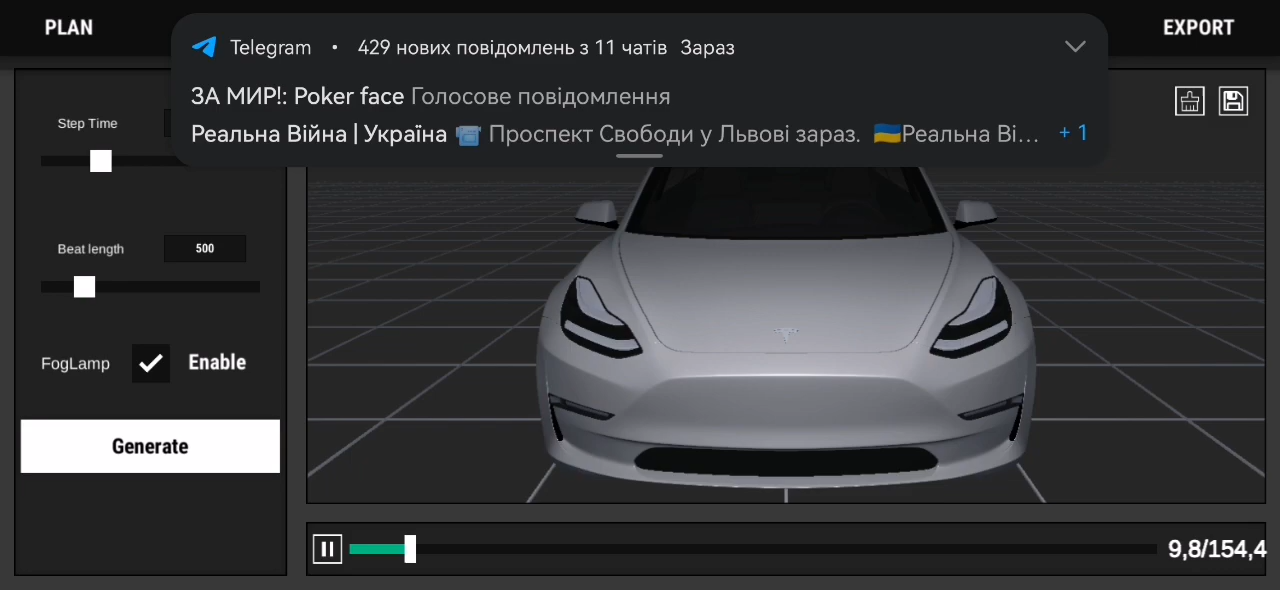 PLAN
EXPORT
Telegram • 429 нових повідомлень з 11 чатів Зараз
ЗА МИР!: Poker face Голосове повідомлення
Реальна Війна | Україна Проспект Свободи у Львові зараз. 🇺🇦Реальна Ві… + 1
Step Time
Beat length 500
FogLamp Enable
Generate
9,8/154,4